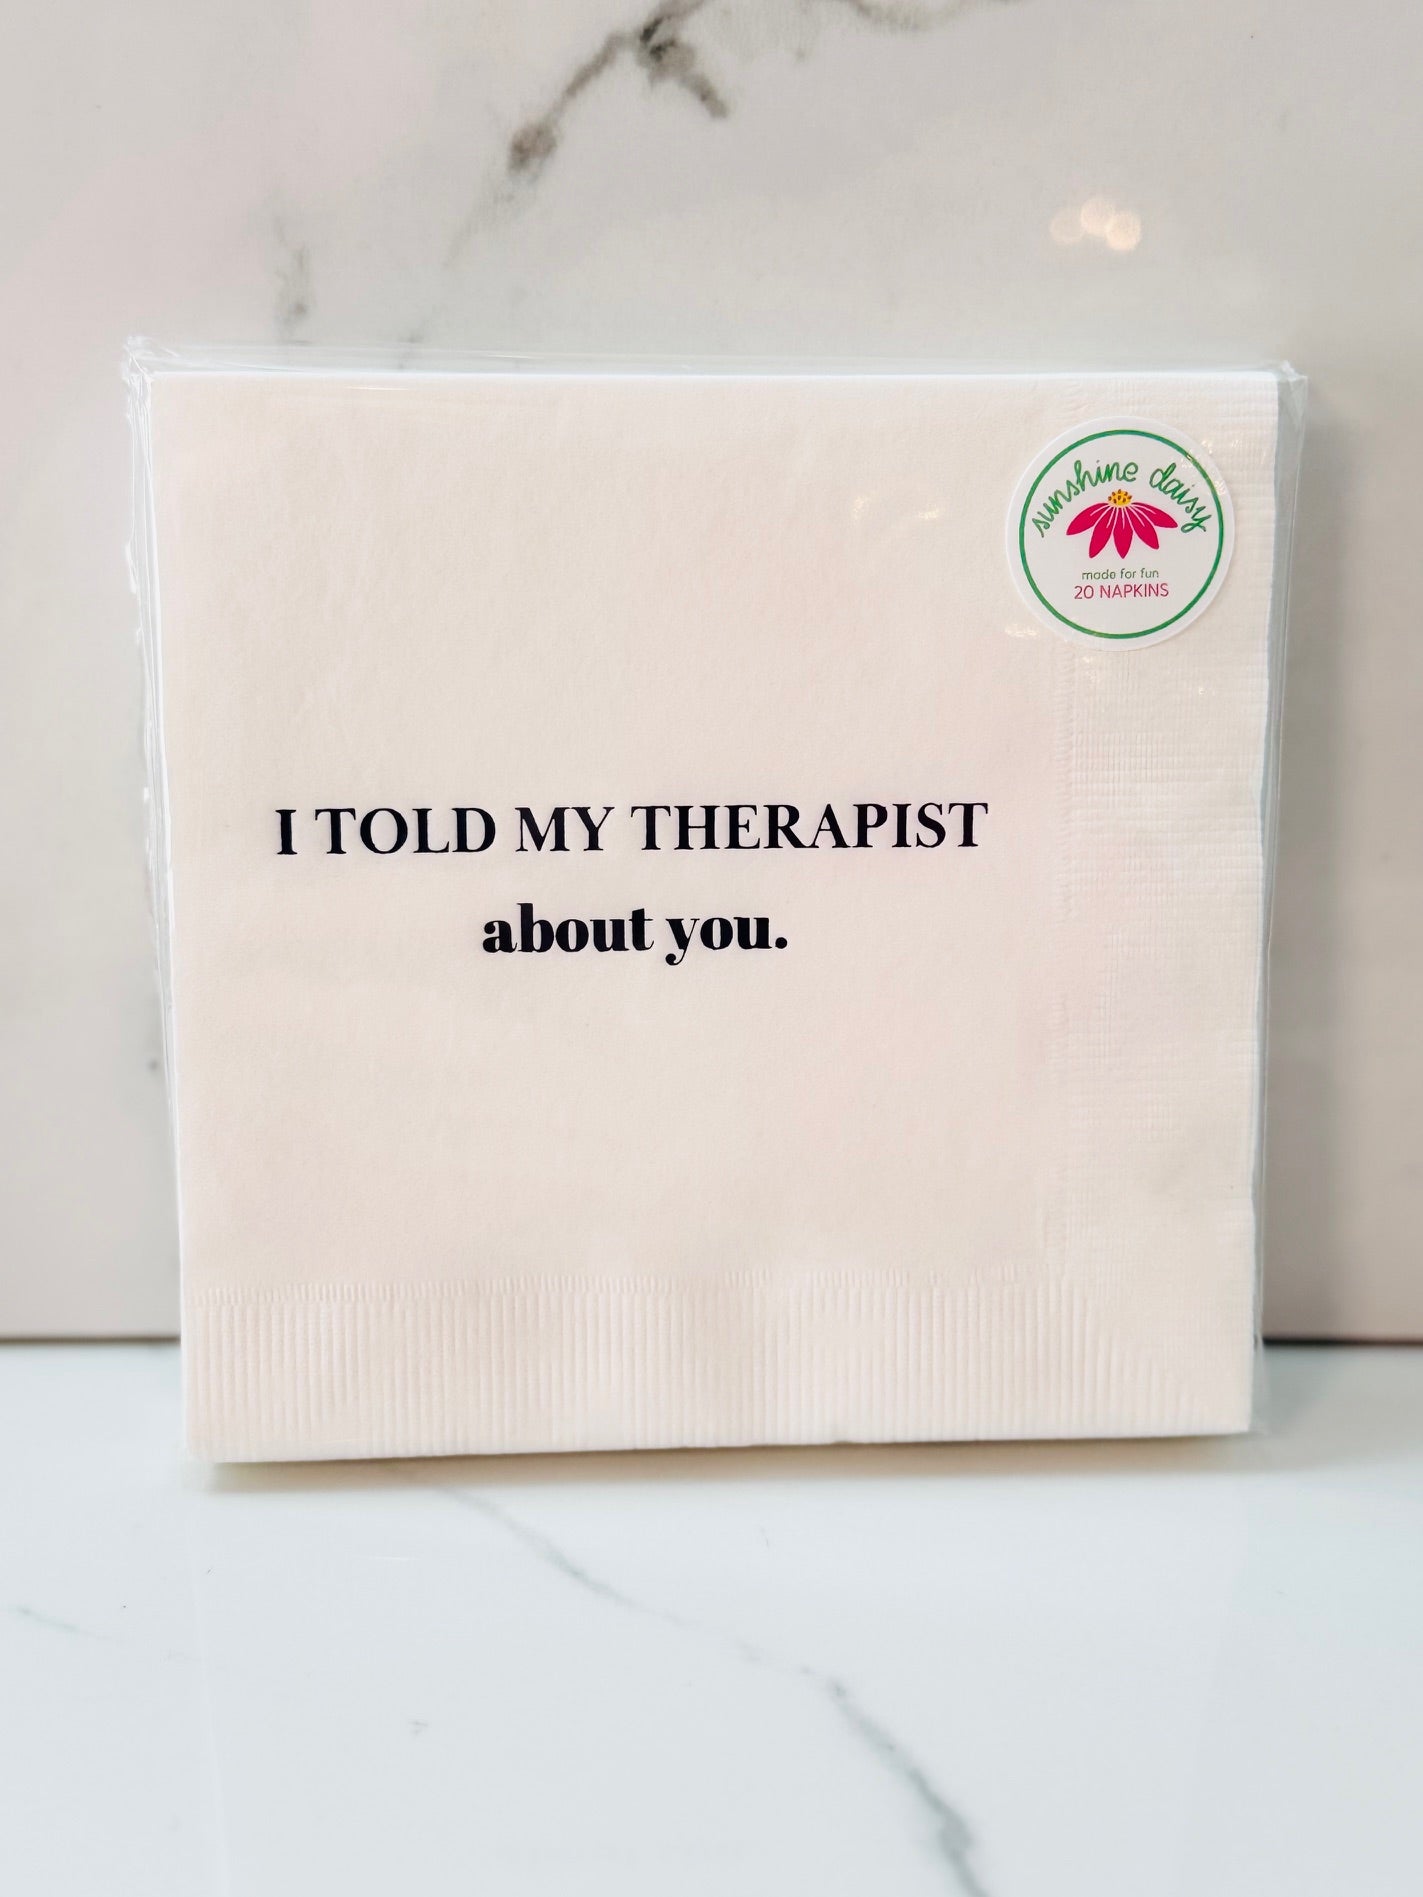 sunshine daisy
made for fun
20 NAPKINS
I TOLD MY THERAPIST
about you.